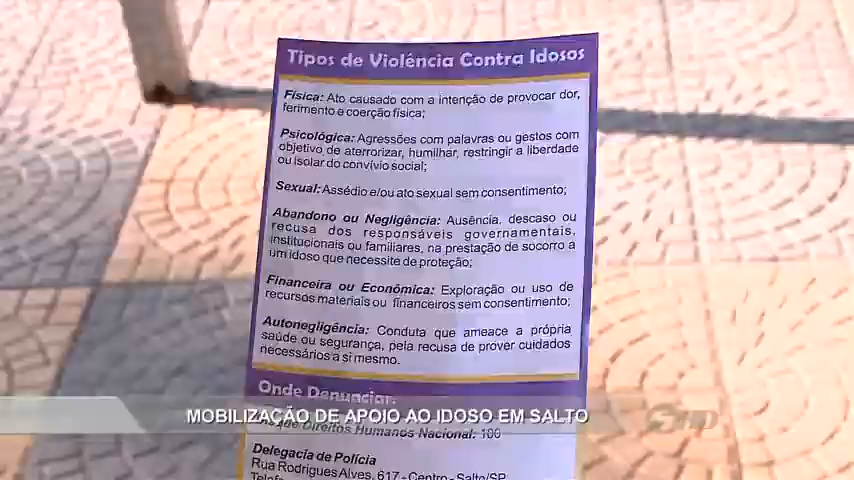 Tipos de Violência Contra Idosos
Física: Ato causado com a intenção de provocar dor,
ferimento e coerção física;
Psicológica: Agressões com palavras ou gestos com
objetivo de aterrorizar, humilhar, restringir a liberdade
ou isolar do convívio social;
Sexual: Assédio e/ou ato sexual sem consentimento;
Abandono ou Negligência: Ausência, descaso ou
recusa dos responsáveis governamentais,
institucionais ou familiares, na prestação de socorro a
um idoso que necessite de proteção;
Financeira ou Econômica: Exploração ou uso de
recursos materiais ou financeiros sem consentimento;
Autonegligência: Conduta que ameace a própria
saúde ou segurança, pela recusa de prover cuidados
necessários a si mesmo.
Onde Denunciar:
MOBILIZAÇÃO DE APOIO AO IDOSO EM SALTO
Direitos Humanos Nacional: 100
Delegacia de Polícia
Rua Rodrigues Alves, 617 - Centro - Salto/SP